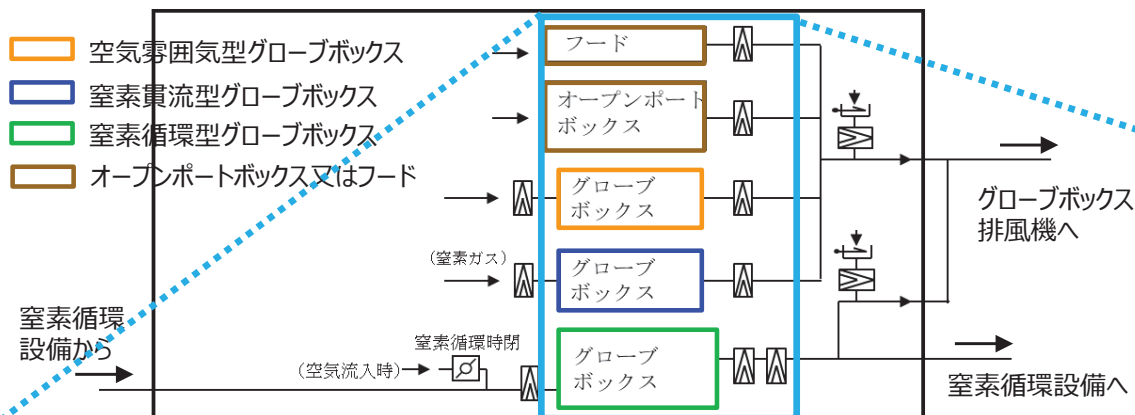 空気雰囲気型グローブボックス
窒素貫流型グローブボックス
窒素循環型グローブボックス
オープンポートボックス又はフード
フード
オープンポート
ボックス
グローブ
ボックス
(窒素ガス)
グローブ
ボックス
グローブボックス
排風機へ
窒素循環
設備から
窒素循環時閉
(空気流入時)
グローブ
ボックス
窒素循環設備へ